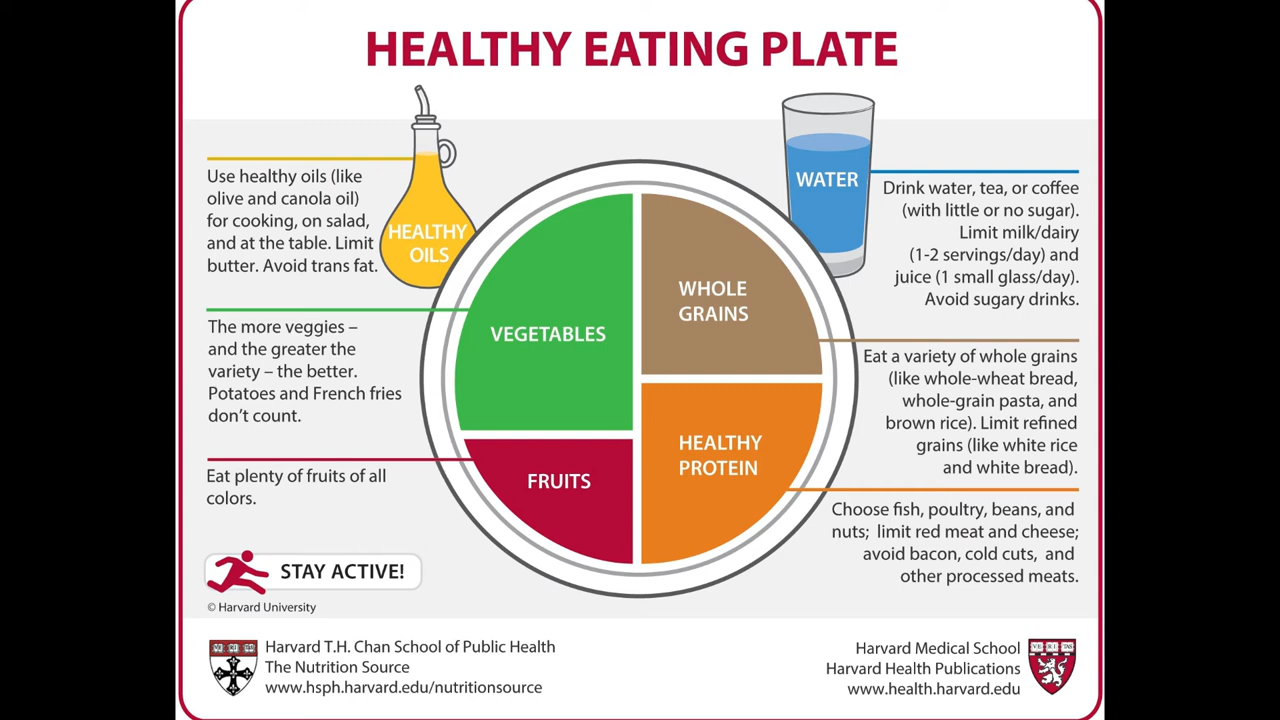 HEALTHY EATING PLATE
Use healthy oils (like
olive and canola oil)
for cooking, on salad,
and at the table. Limit
butter. Avoid trans fat.
HEALTHY
OILS
WATER
Drink water, tea, or coffee
(with little or no sugar).
Limit milk/dairy
(1-2 servings/day) and
juice (1 small glass/day).
Avoid sugary drinks.
The more veggies –
and the greater the
variety – the better.
Potatoes and French fries
don’t count.
VEGETABLES
WHOLE
GRAINS
Eat a variety of whole grains
(like whole-wheat bread,
whole-grain pasta, and
brown rice). Limit refined
grains (like white rice
and white bread).
Eat plenty of fruits of all
colors.
FRUITS
HEALTHY
PROTEIN
Choose fish, poultry, beans, and
nuts; limit red meat and cheese;
avoid bacon, cold cuts, and
other processed meats.
STAY ACTIVE!
© Harvard University
Harvard T.H. Chan School of Public Health
The Nutrition Source
www.hsph.harvard.edu/nutritionsource
Harvard Medical School
Harvard Health Publications
www.health.harvard.edu
VE RI TAS